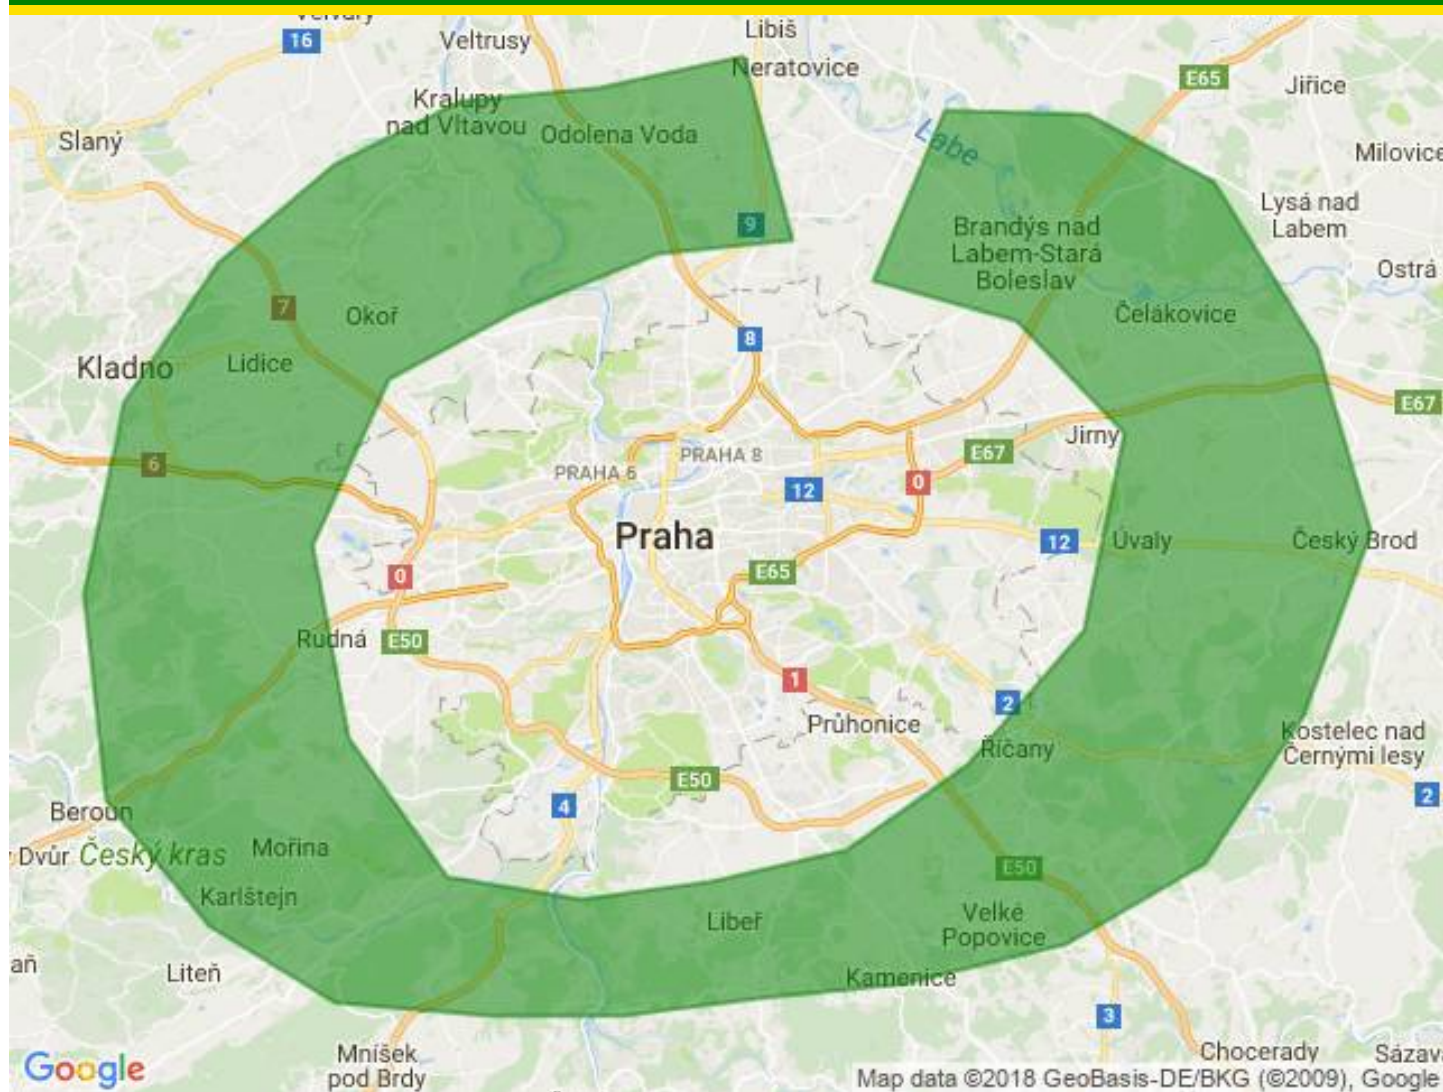 Velvary
16
Veltrusy
Libiš
Neratovice
E65
Jiřice
Kralupy
nad Vltavou
Odolena Voda
Slaný
Labe
Milovice
Lysá nad
Labem
9
Brandýs nad
Labem-Stará
Boleslav
Ostrá
7
Okoř
Čelákovice
8
Kladno
Lidice
E67
Jirny
E67
PRAHA 8
PRAHA 6
6
12
0
Praha
12
Úvaly
Český Brod
E65
0
Rudná
E50
1
2
Průhonice
Říčany
Kostelec nad
Černými lesy
E50
4
2
Beroun
Dvůr
Český kras
Mořina
E50
Karlštejn
Libeř
Velké
Popovice
aň
Liteň
Kamenice
3
Mníšek
pod Brdy
Chocerady
Sázav
Google
Map data ©2018 GeoBasis-DE/BKG (©2009), Google